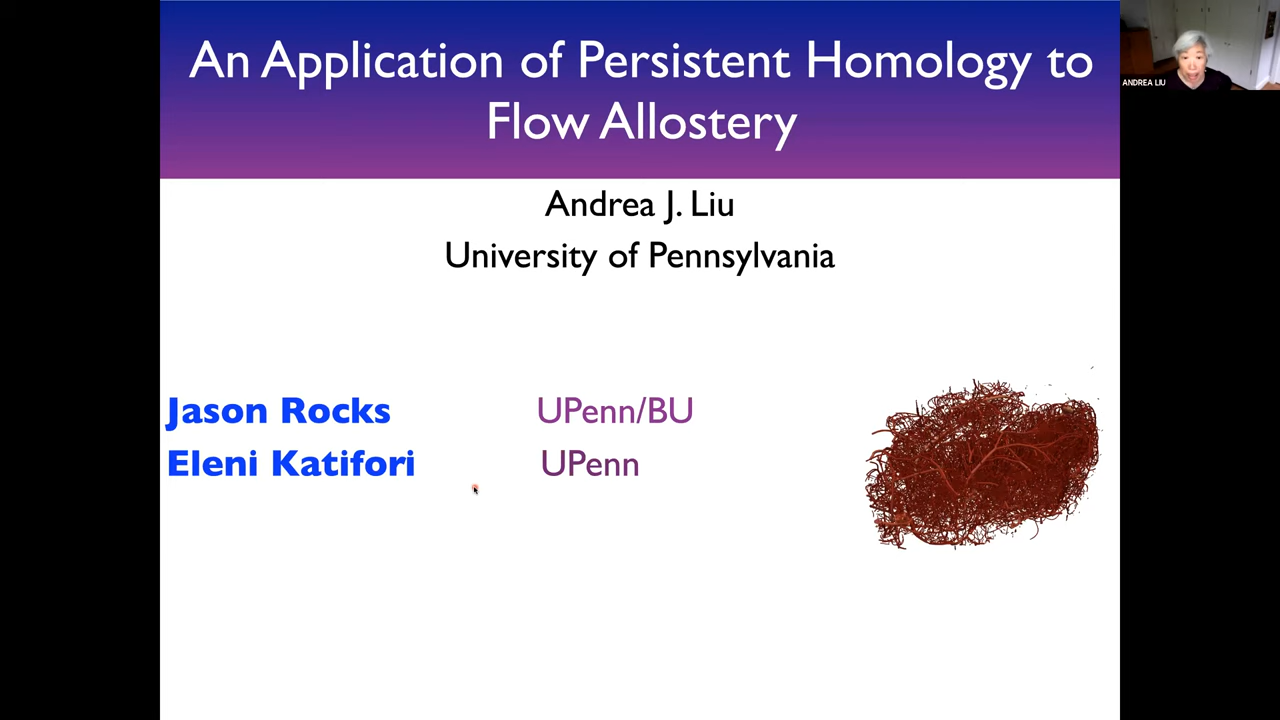 An Application of Persistent Homology to
Flow Allostery
ANDREA LIU
Andrea J. Liu
University of Pennsylvania
Jason Rocks UPenn/BU
Eleni Katifori UPenn